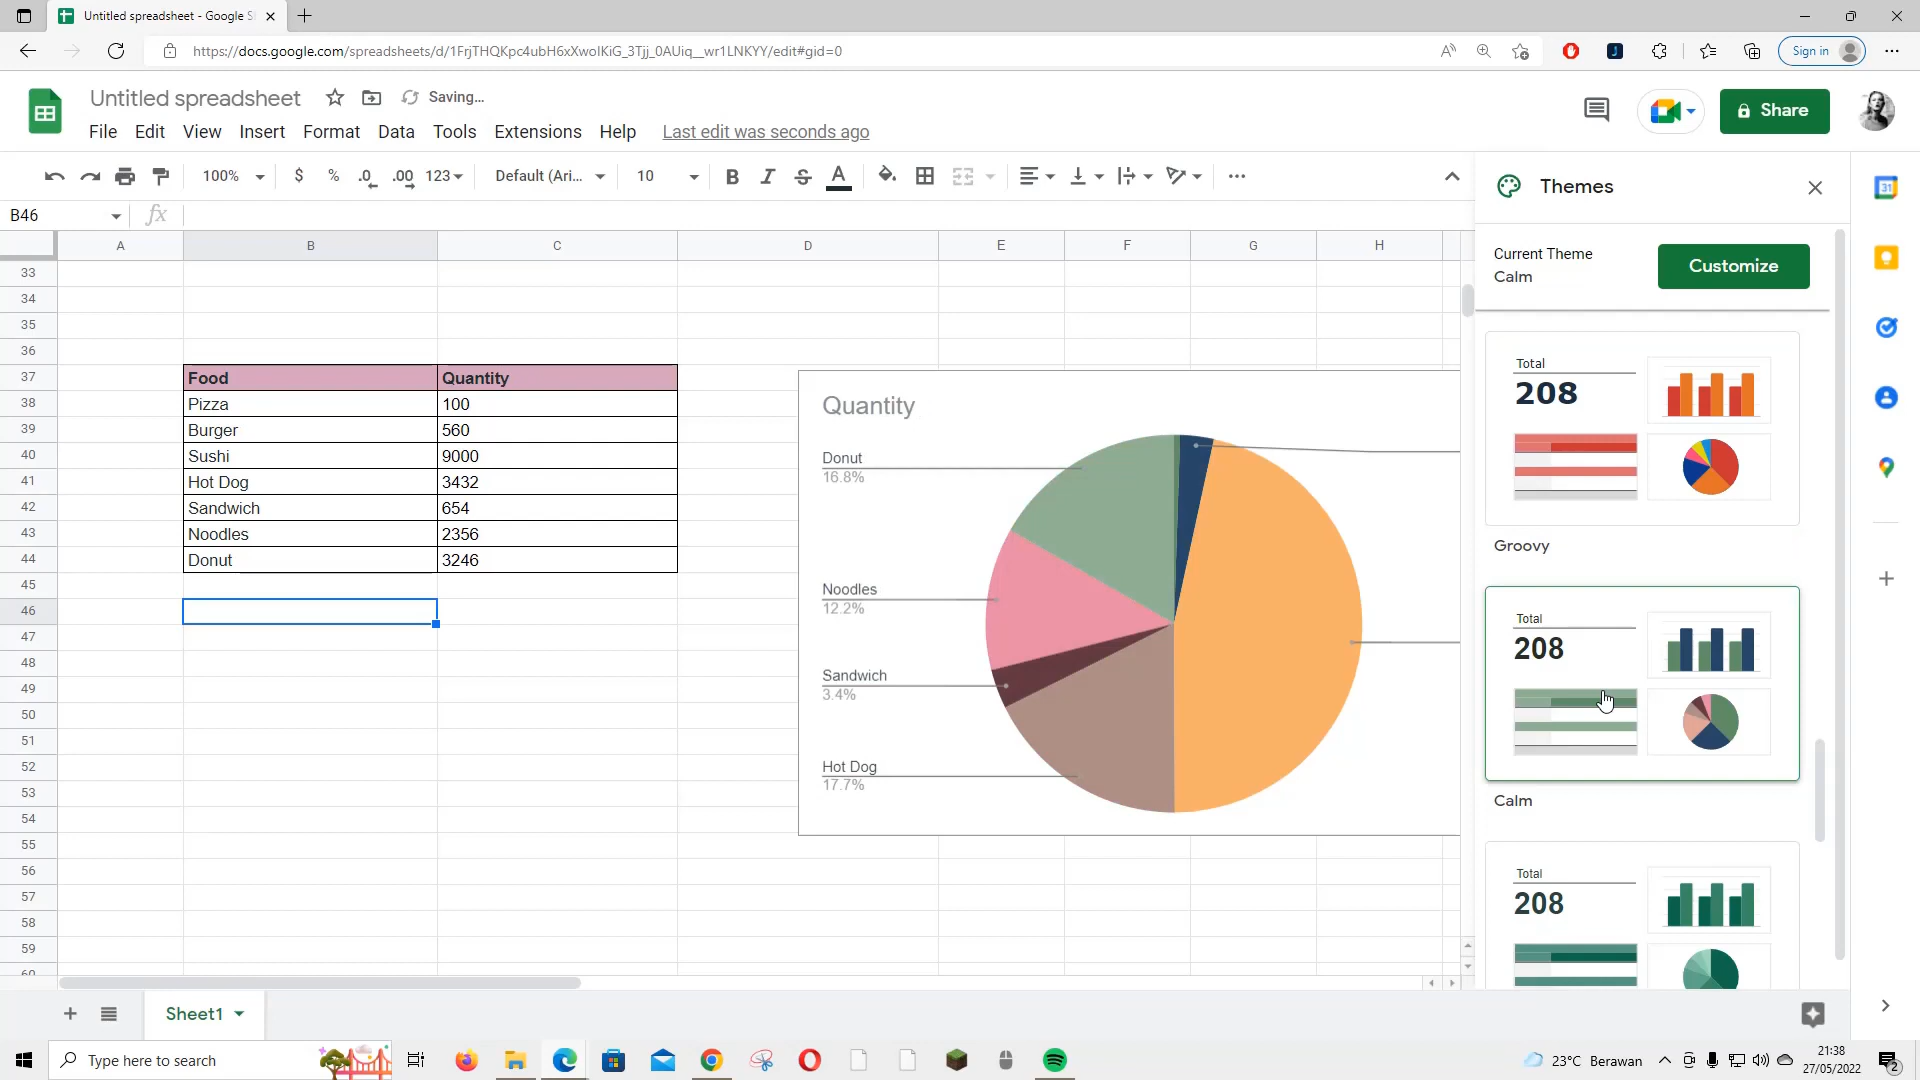 Untitled spreadsheet - Google S
https://docs.google.com/spreadsheets/d/1FrjTHQKpc4ubH6xXwoIKiG_3Tjj_0AUiq__wr1LNKYY/edit#gid=0
Sign in
Untitled spreadsheet
Saving...
File Edit View Insert Format Data Tools Extensions Help Last edit was seconds ago
Share
100% $ % .0 .00 123 Default (Ari... 10 B I S A
Themes
B46 fx
Current Theme
Calm
Customize
A B C D E F G H
33
34
35
36
37 Food Quantity
38 Pizza 100
39 Burger 560
40 Sushi 9000
41 Hot Dog 3432
42 Sandwich 654
43 Noodles 2356
44 Donut 3246
45
46
47
48
49
50
51
52
53
54
55
56
57
58
59
60
Quantity
Donut
16.8%
Noodles
12.2%
Sandwich
3.4%
Hot Dog
17.7%
Total
208
Groovy
Total
208
Calm
Total
208
31
Sheet1
Type here to search
23°C Berawan
21:38
27/05/2022
2